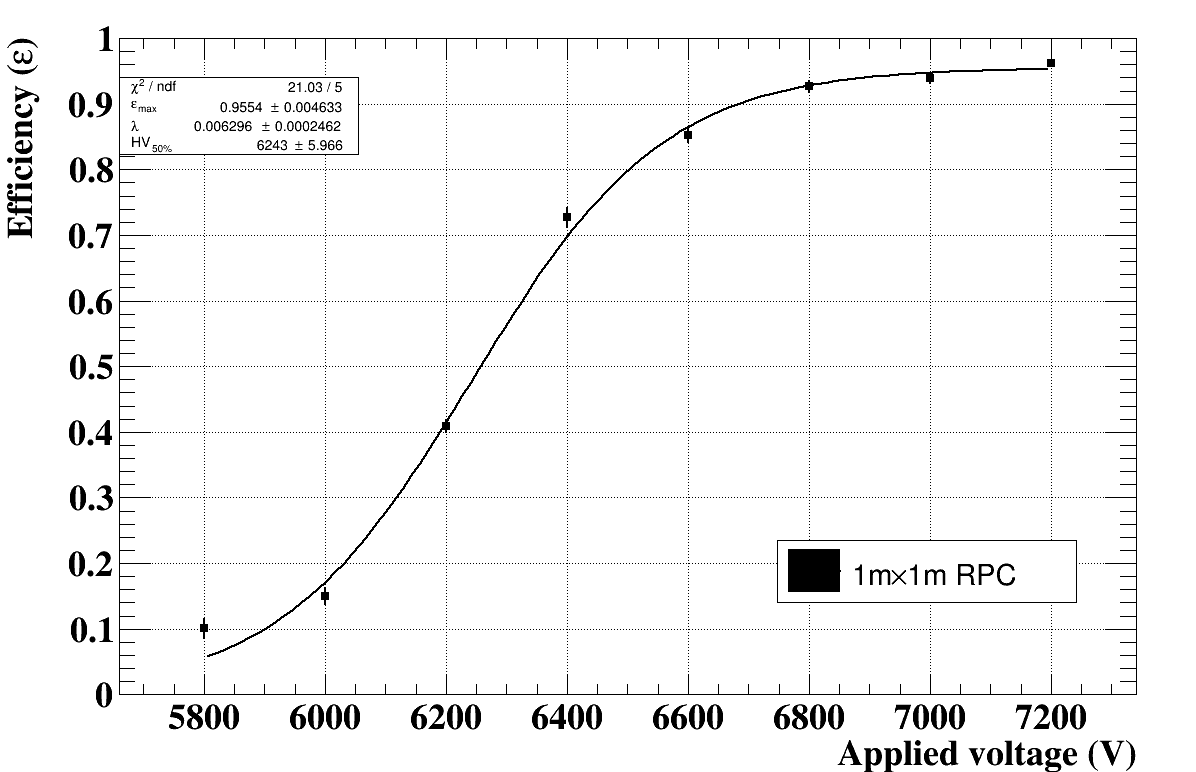 Efficiency (ε)
1
0.9
0.8
0.7
0.6
0.5
0.4
0.3
0.2
0.1
0
χ² / ndf 21.03 / 5
εmax 0.9554 ± 0.004633
λ 0.006296 ± 0.0002462
HV50% 6243 ± 5.966
1m×1m RPC
5800 6000 6200 6400 6600 6800 7000 7200
Applied voltage (V)